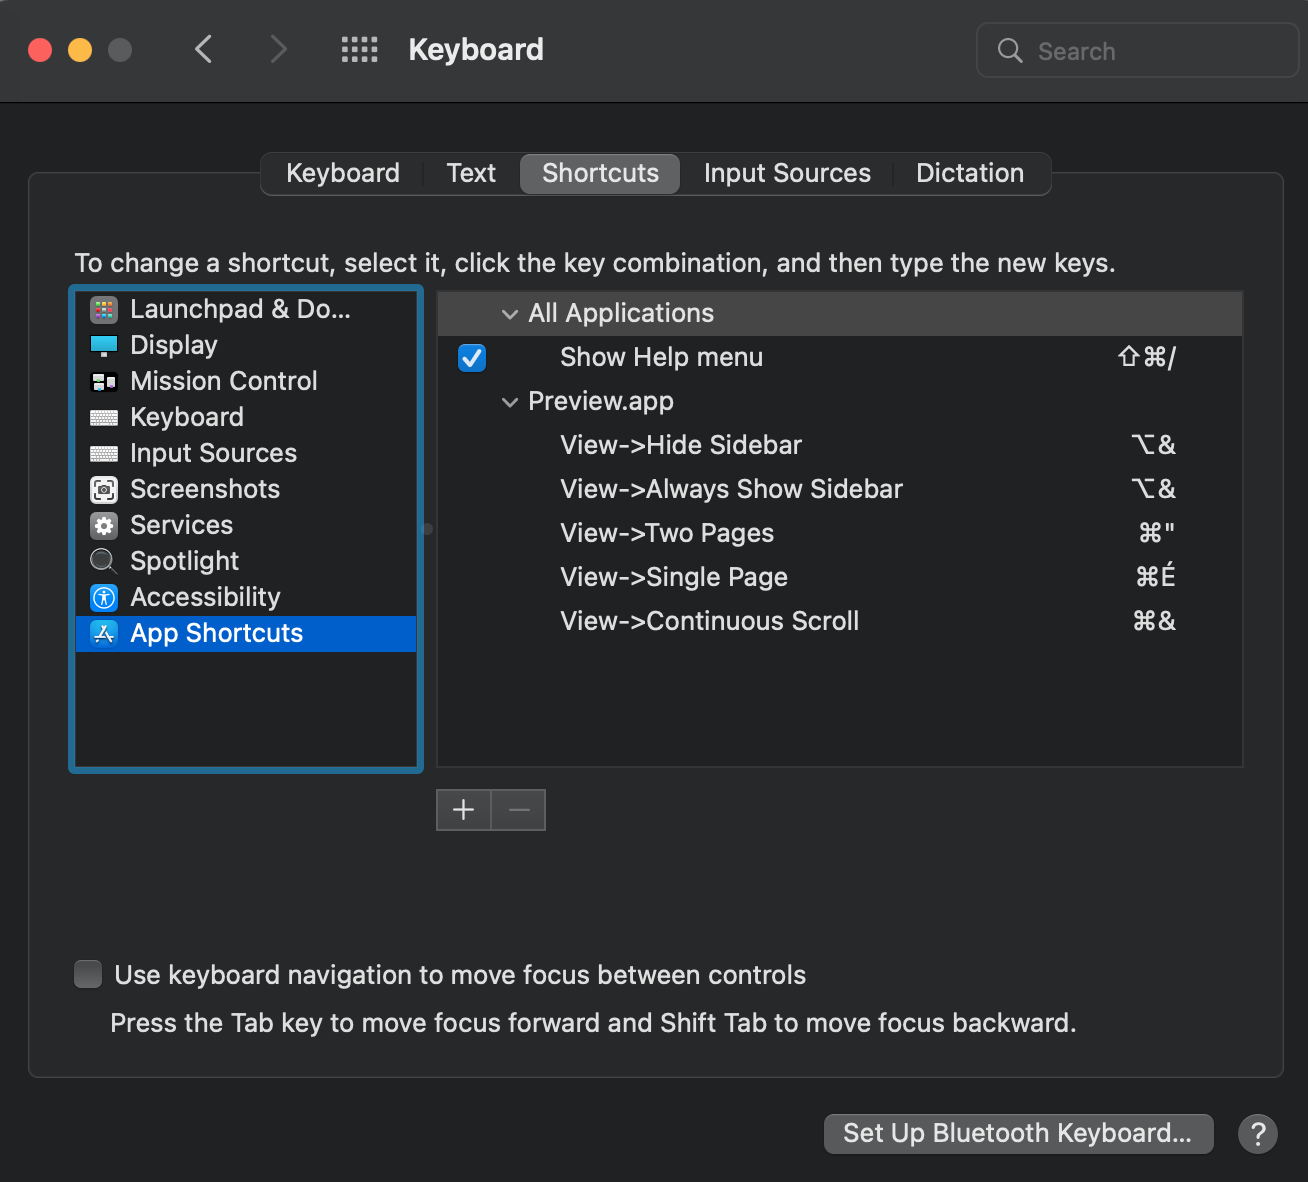 Keyboard
Search
Keyboard Text Shortcuts Input Sources Dictation
To change a shortcut, select it, click the key combination, and then type the new keys.
Launchpad & Do...
Display
Mission Control
Keyboard
Input Sources
Screenshots
Services
Spotlight
Accessibility
App Shortcuts
All Applications
Show Help menu ⇧⌘/
Preview.app
View->Hide Sidebar ⌥&
View->Always Show Sidebar ⌥&
View->Two Pages ⌘"
View->Single Page ⌘É
View->Continuous Scroll ⌘&
Use keyboard navigation to move focus between controls
Press the Tab key to move focus forward and Shift Tab to move focus backward.
Set Up Bluetooth Keyboard... ?